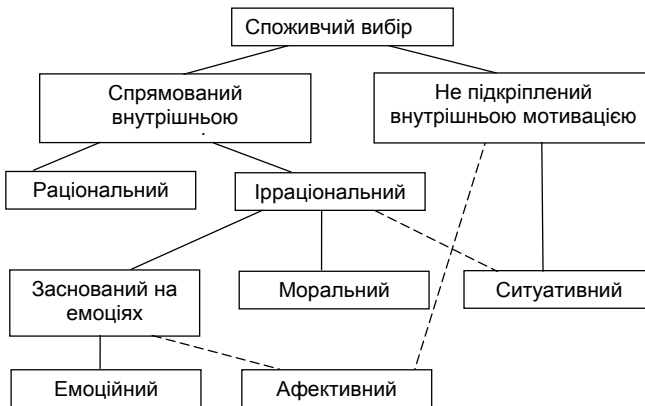 Споживчий вибір
Спрямований
внутрішньою
Не підкріплений
внутрішньою мотивацією
Раціональний
Ірраціональний
Заснований на
емоціях
Моральний
Ситуативний
Емоційний
Афективний